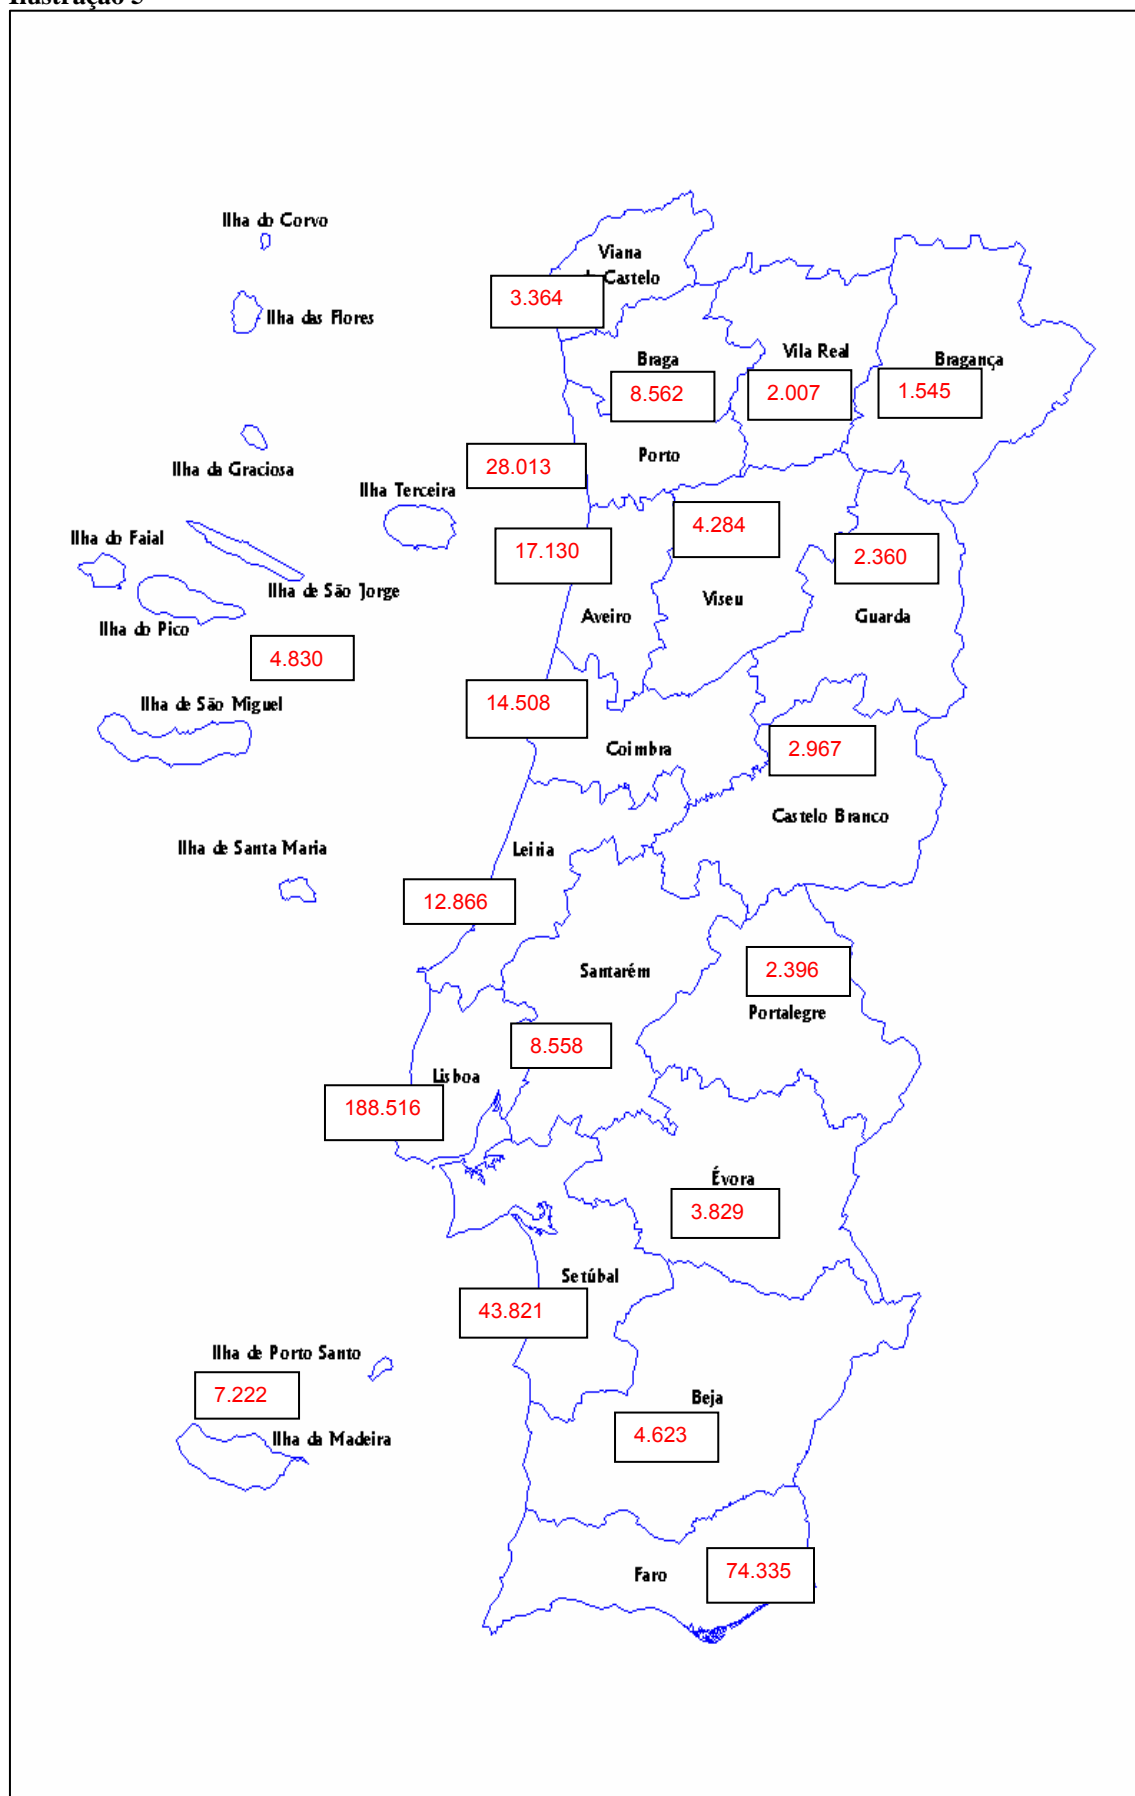 Ilustração 3
Ilha do Corvo
Viana
Castelo
3.364
Ilha das Flores
Braga
Vila Real
Bragança
8.562
2.007
1.545
Ilha da Graciosa
Porto
28.013
Ilha Terceira
4.284
Ilha do Faial
17.130
2.360
Ilha de São Jorge
Viseu
Ilha do Pico
Aveiro
Guarda
4.830
Ilha de São Miguel
14.508
Coimbra
2.967
Castelo Branco
Ilha de Santa Maria
Leiria
12.866
Santarém
2.396
Portalegre
8.558
Lisboa
188.516
Évora
3.829
Setúbal
43.821
Ilha de Porto Santo
7.222
Beja
Ilha da Madeira
4.623
Faro
74.335